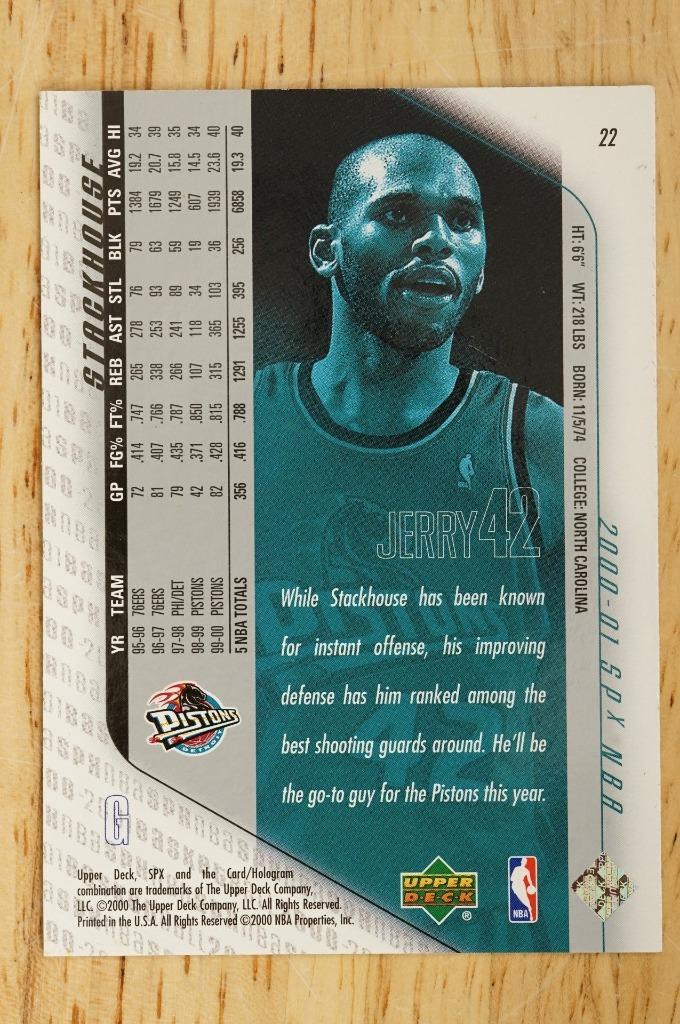 22
STACKHOUSE
YR TEAM GP FG% FT% REB AST STL BLK PTS AVG HI
95-96 76ERS 72 .414 .747 265 278 76 79 1384 19.2 34
96-97 76ERS 81 .407 .766 338 253 93 63 1679 20.7 39
97-98 PHI/DET 79 .435 .787 266 241 89 59 1249 15.8 35
98-99 PISTONS 42 .371 .850 107 118 34 19 607 14.5 34
99-00 PISTONS 82 .428 .815 315 365 103 36 1939 23.6 40
5 NBA TOTALS 356 .416 .788 1291 1255 395 256 6858 19.3 40
HT: 6'6" WT: 218 LBS BORN: 11/5/74 COLLEGE: NORTH CAROLINA
2000-01 SPX NBA
JERRY 42
While Stackhouse has been known
for instant offense, his improving
defense has him ranked among the
best shooting guards around. He'll be
the go-to guy for the Pistons this year.
PISTONS
DETROIT
G
Upper Deck, SPX and the Card/Hologram
combination are trademarks of The Upper Deck Company,
LLC. ©2000 The Upper Deck Company, LLC. All Rights Reserved.
Printed in the U.S.A. All Rights Reserved ©2000 NBA Properties, Inc.
UPPER
DECK
®
NBA